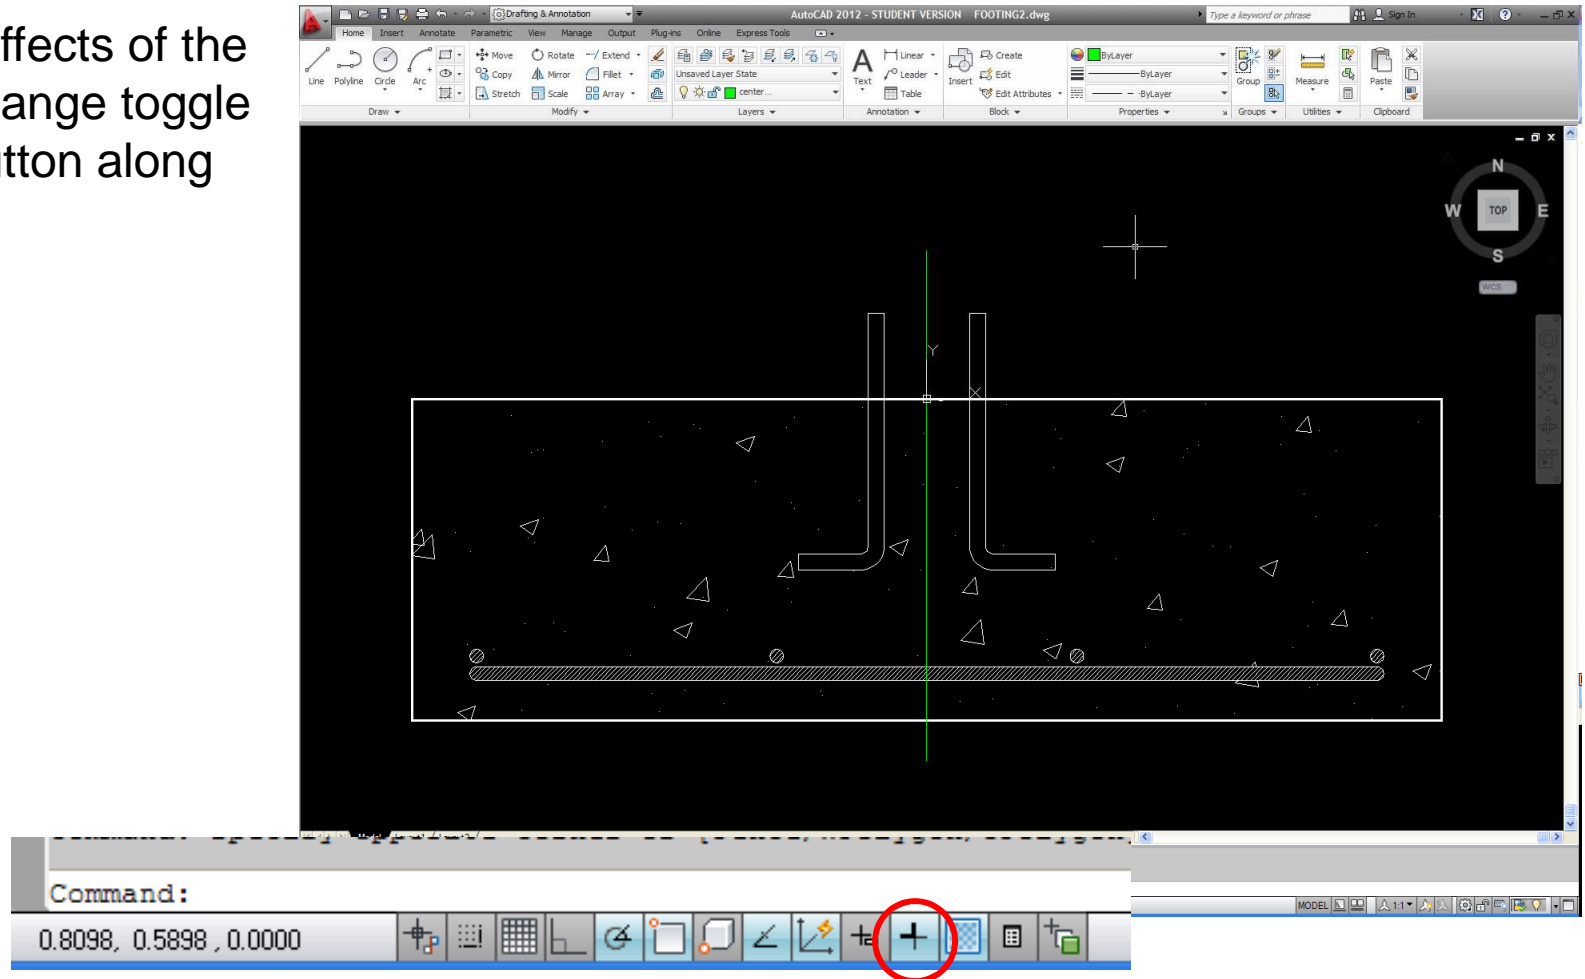 ffects of the
ange toggle
utton along
Drafting & Annotation
AutoCAD 2012 - STUDENT VERSION FOOTING2.dwg
Type a keyword or phrase
Sign In
Home Insert Annotate Parametric View Manage Output Plug-ins Online Express Tools
Line Polyline Circle Arc
Move Rotate Extend
Copy Mirror Fillet
Stretch Scale Array
Unsaved Layer State
center...
Text
Linear
Leader
Table
Insert
Create
Edit
Edit Attributes
ByLayer
ByLayer
ByLayer
Group
Measure
Paste
Draw Modify Layers Annotation Block Properties Groups Utilities Clipboard
N
W TOP E
S
WCS
Y
X
Command:
MODEL 1:1
0.8098, 0.5898 , 0.0000